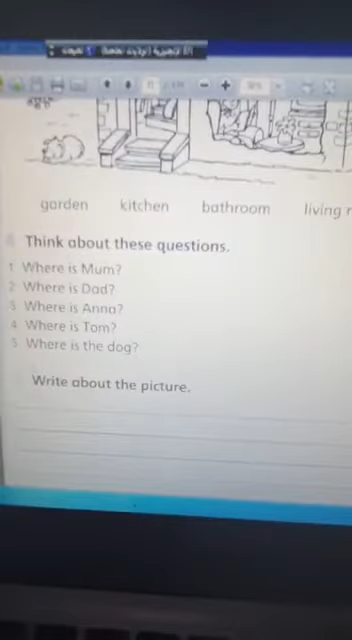 garden kitchen bathroom living
Think about these questions.
1 Where is Mum?
2 Where is Dad?
3 Where is Anna?
4 Where is Tom?
5 Where is the dog?
Write about the picture.